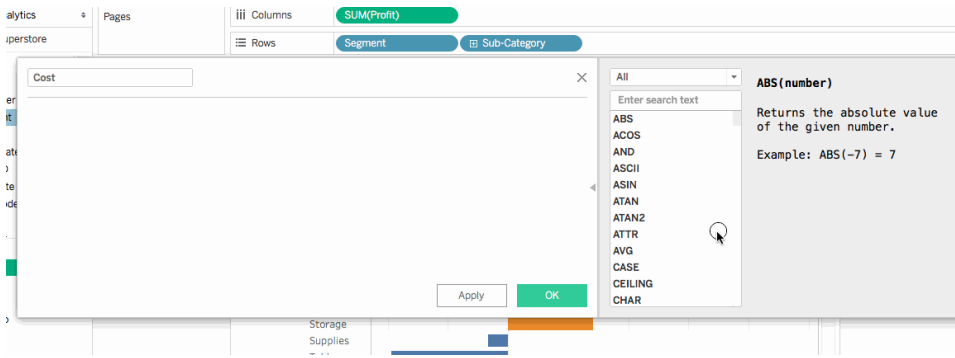 alytics
Pages
Columns
SUM(Profit)
uperstore
Rows
Segment
Sub-Category
Cost
All
Enter search text
ABS
ACOS
AND
ASCII
ASIN
ATAN
ATAN2
ATTR
AVG
CASE
CEILING
CHAR
ABS(number)
Returns the absolute value
of the given number.
Example: ABS(-7) = 7
Apply
OK
Storage
Supplies